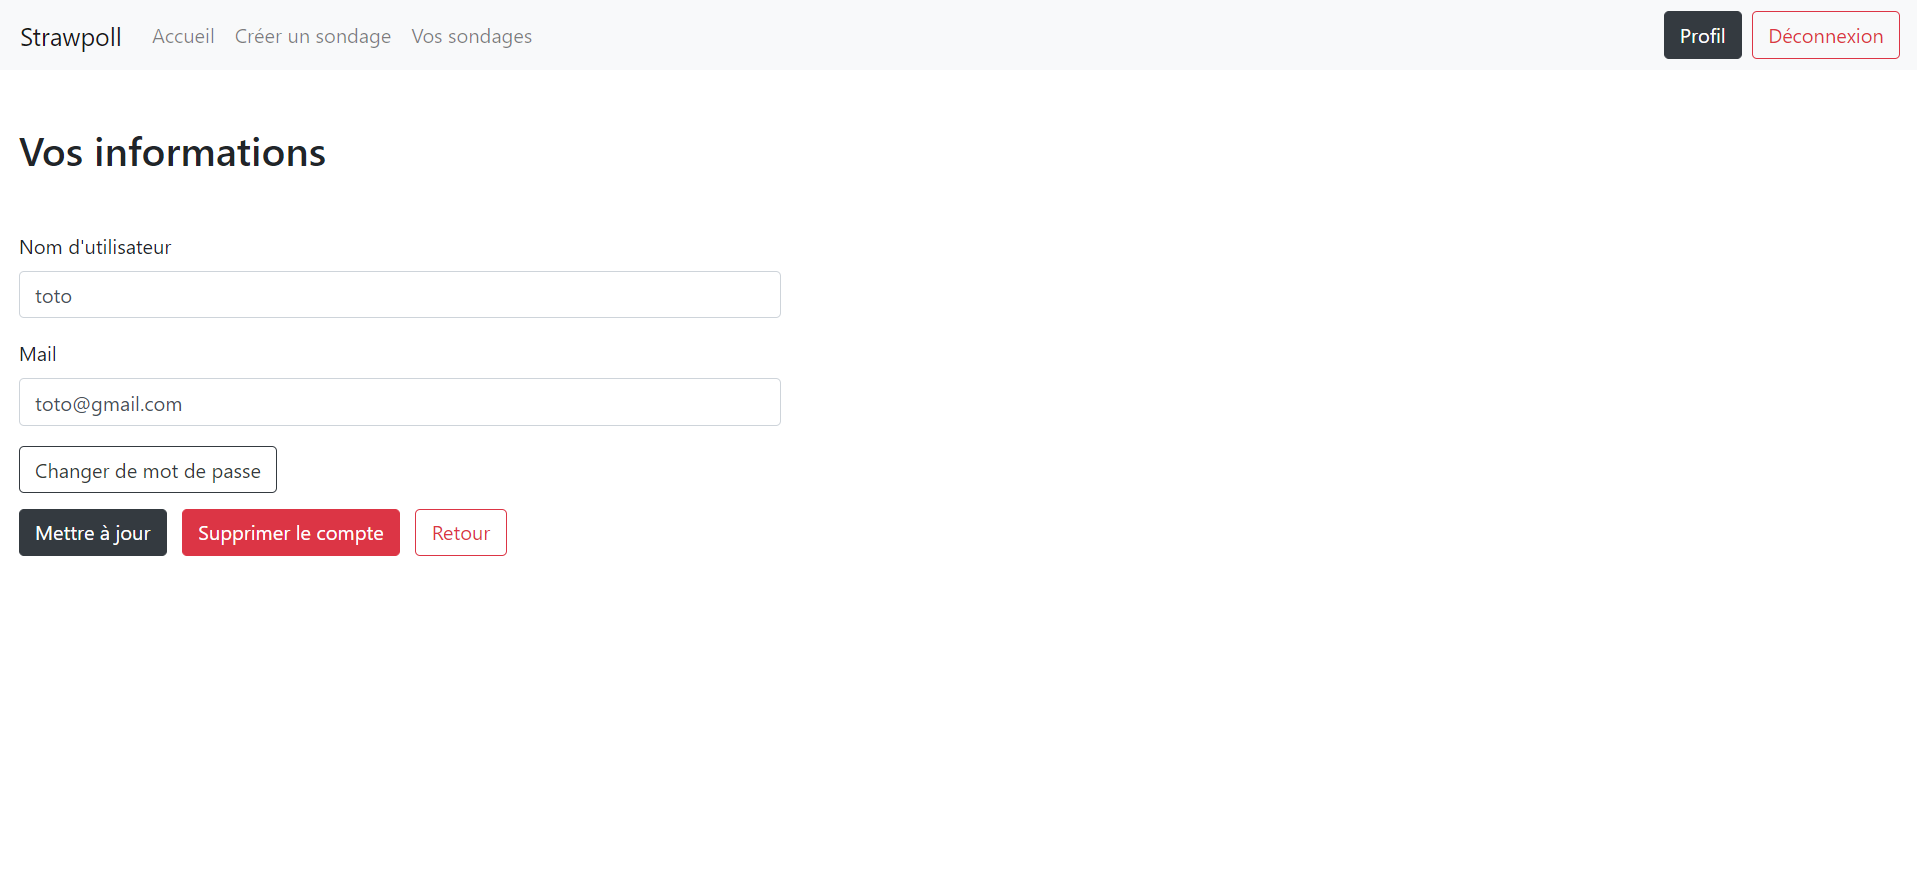 Strawpoll Accueil Créer un sondage Vos sondages Profil Déconnexion
Vos informations
Nom d'utilisateur
toto
Mail
toto@gmail.com
Changer de mot de passe
Mettre à jour Supprimer le compte Retour